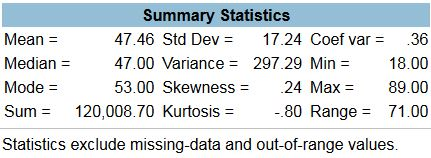 Summary Statistics
Mean = 47.46 Std Dev = 17.24 Coef var = .36
Median = 47.00 Variance = 297.29 Min = 18.00
Mode = 53.00 Skewness = .24 Max = 89.00
Sum = 120,008.70 Kurtosis = -.80 Range = 71.00
Statistics exclude missing-data and out-of-range values.